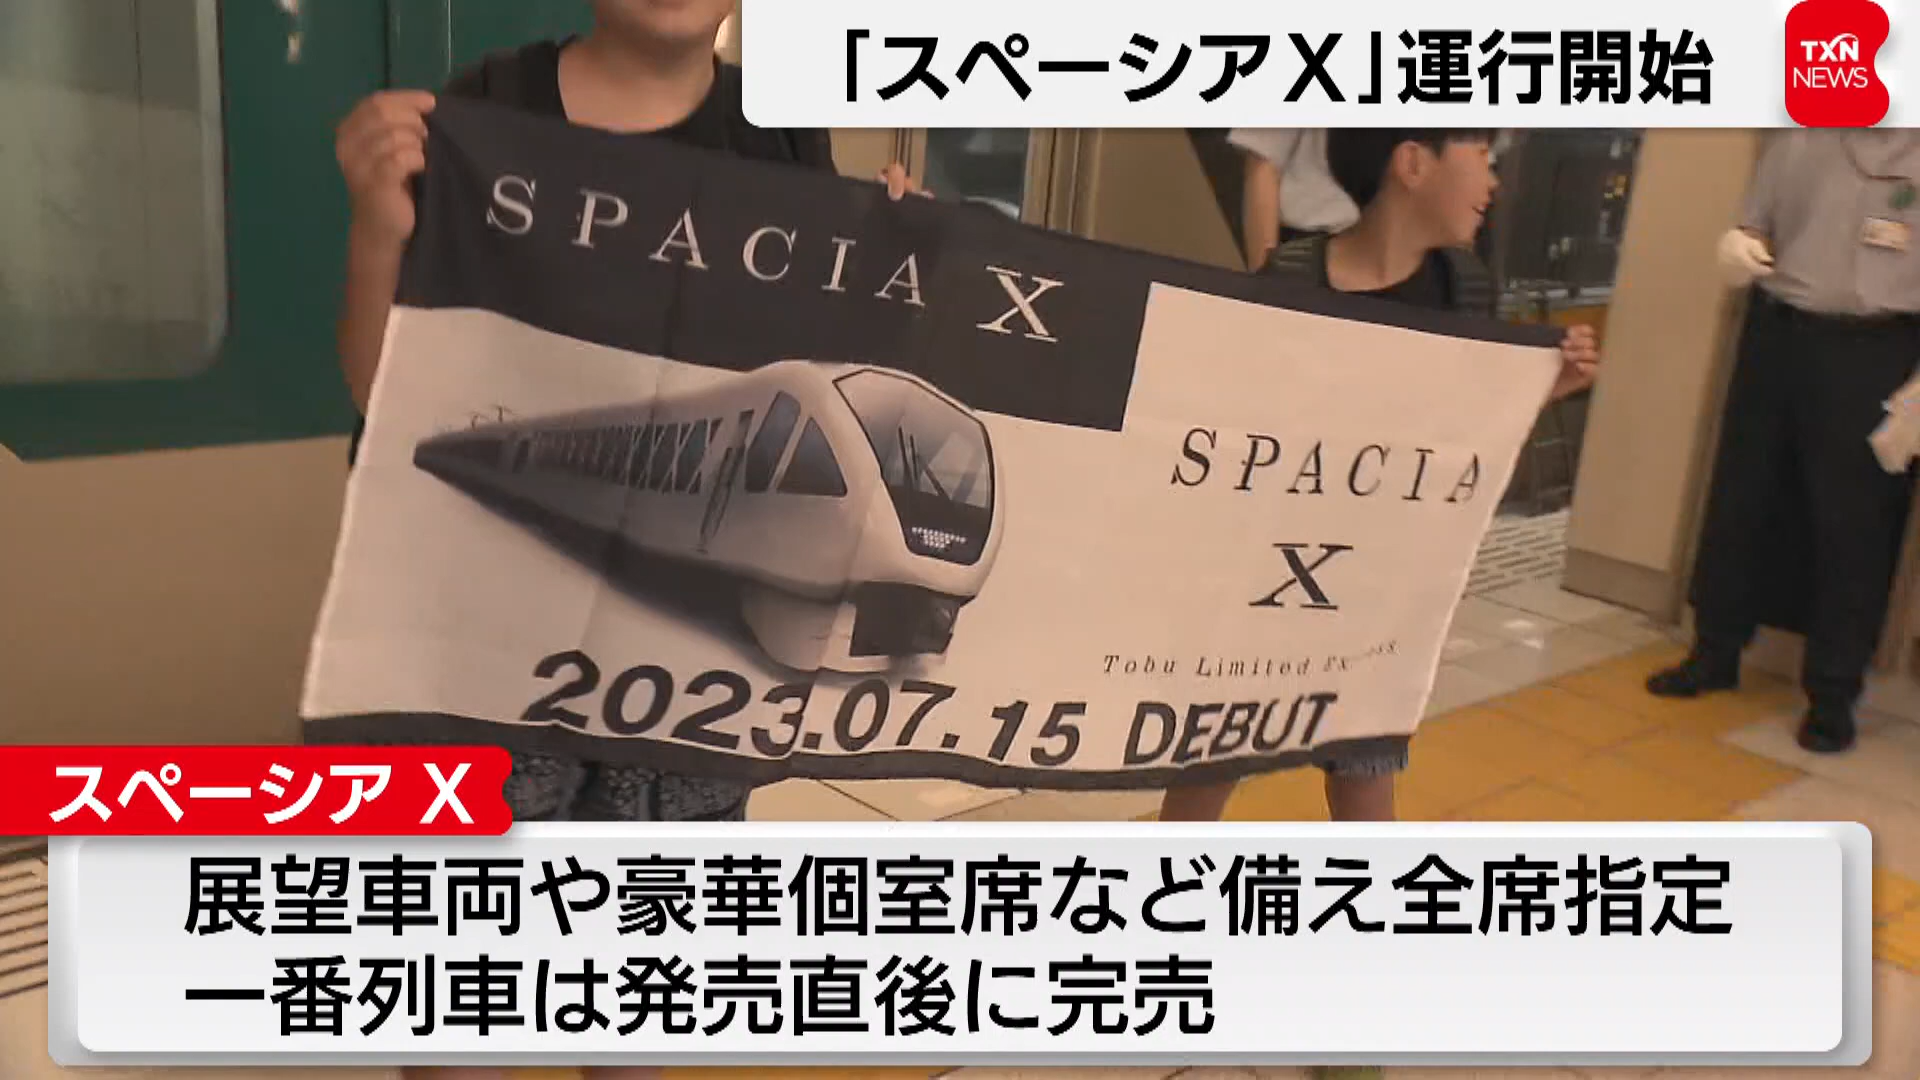 「スペーシアX」運行開始
TXN
NEWS
SPACIA X
SPACIA
X
Tobu Limited
2023.07.15 DEBUT
スペーシア X
展望車両や豪華個室席など備え全席指定
一番列車は発売直後に完売